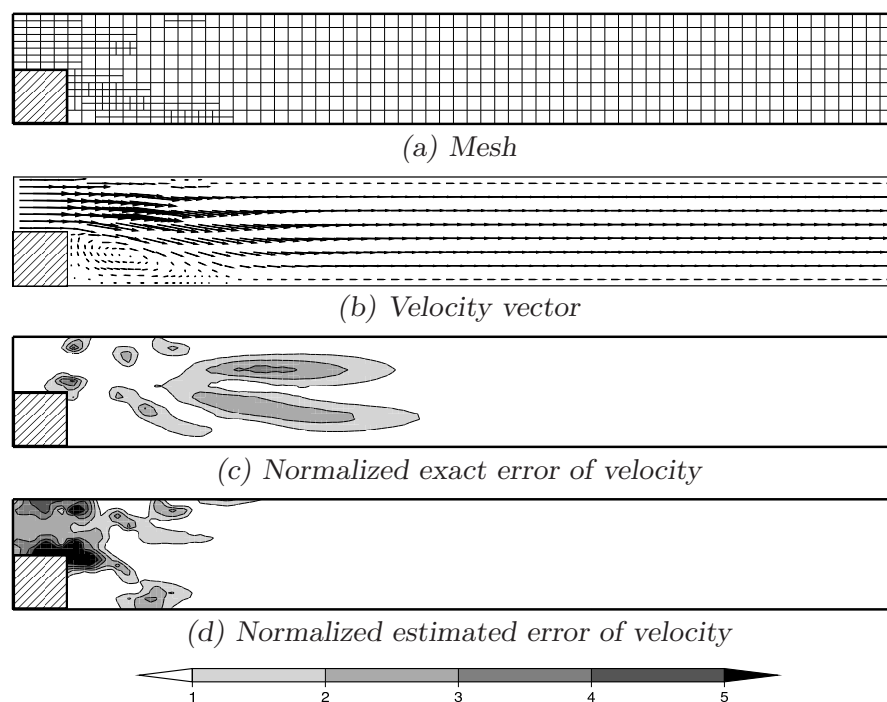 (a) Mesh
(b) Velocity vector
(c) Normalized exact error of velocity
(d) Normalized estimated error of velocity
1 2 3 4 5